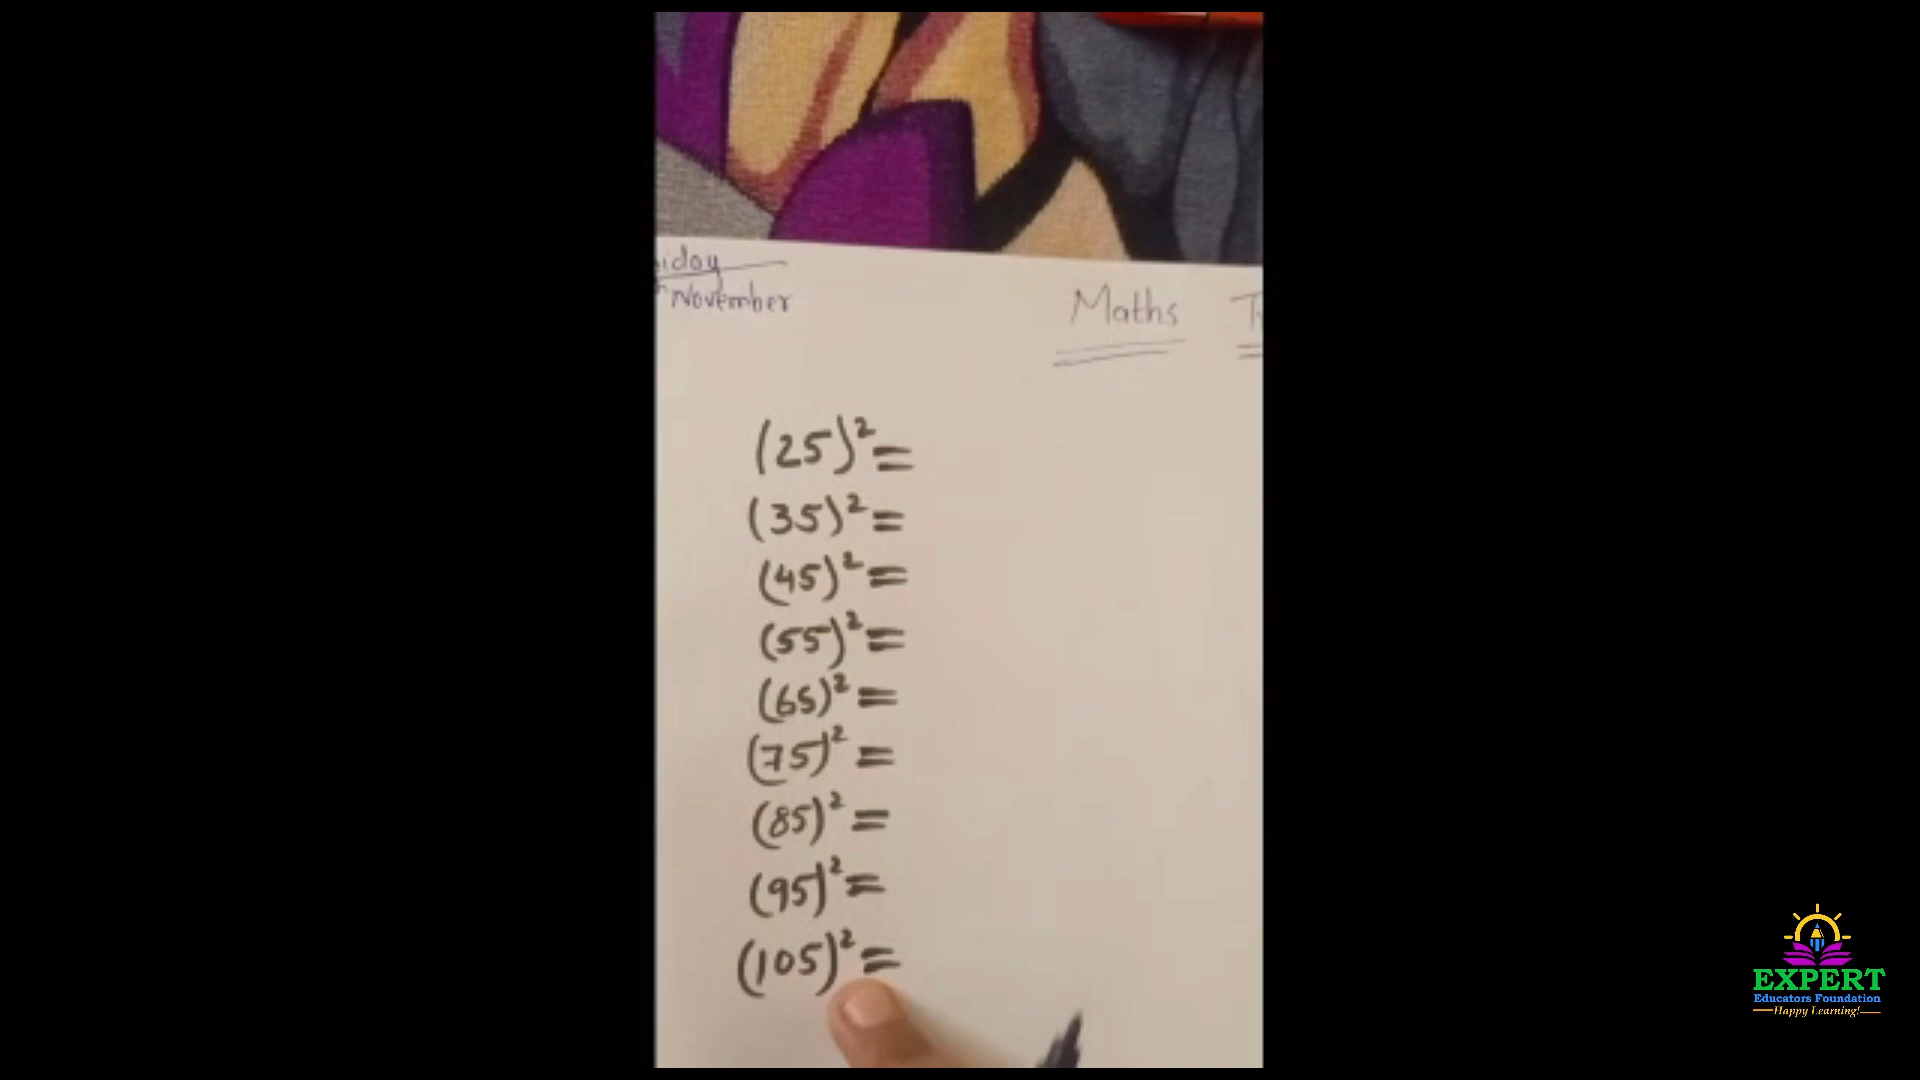 November
Maths
(25)²=
(35)²=
(45)²=
(55)²=
(65)²=
(75)²=
(85)²=
(95)²=
(105)²=
EXPERT
Educators Foundation
Happy Learning!